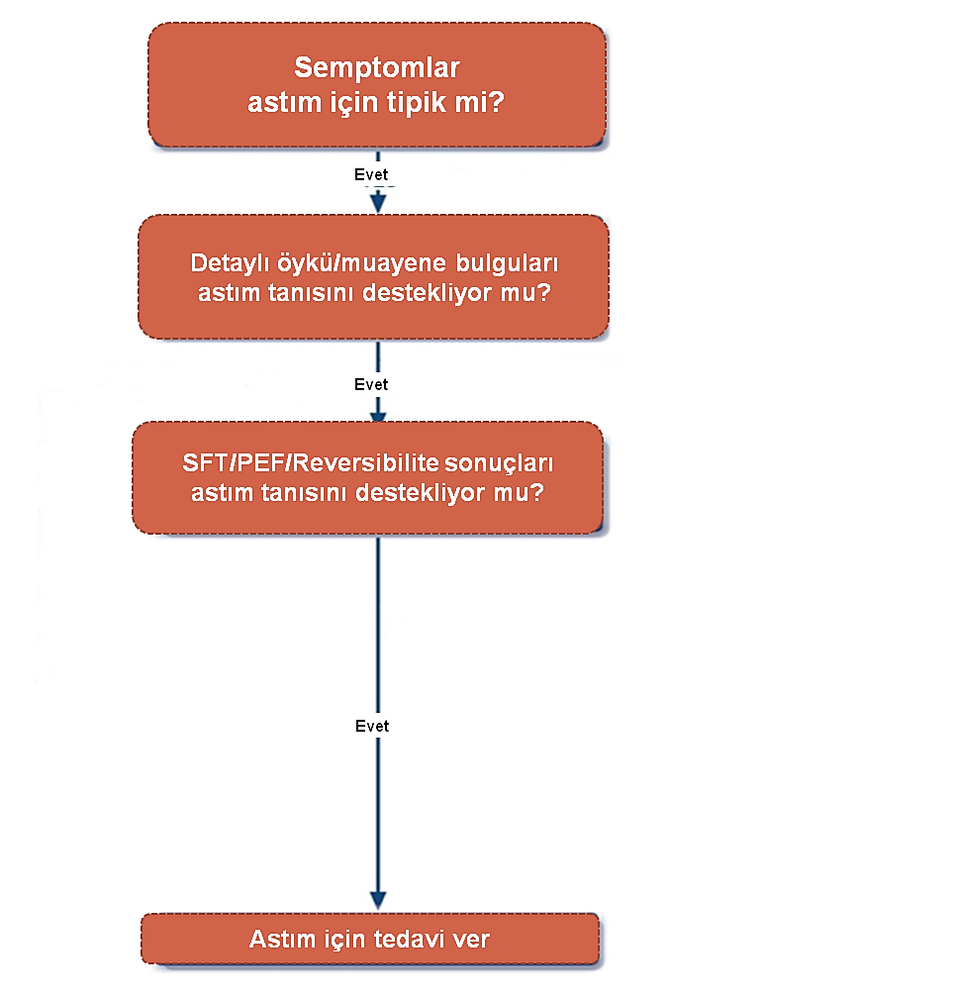 Semptomlar
astım için tipik mi?
Evet
Detaylı öykü/muayene bulguları
astım tanısını destekliyor mu?
Evet
SFT/PEF/Reversibilite sonuçları
astım tanısını destekliyor mu?
Evet
Astım için tedavi ver